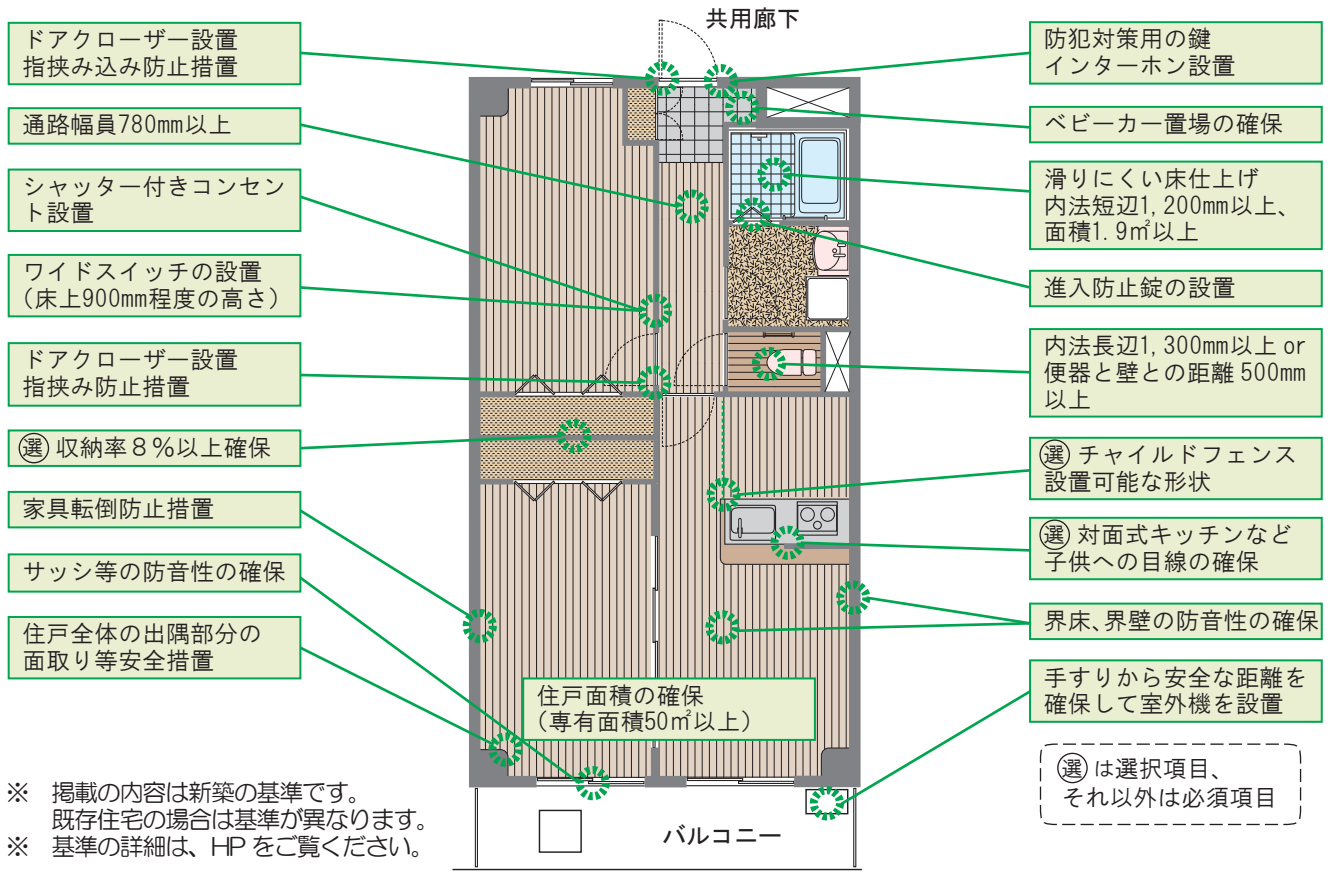 共用廊下
ドアクローザー設置
指挟み込み防止措置
通路幅員780mm以上
シャッター付きコンセン
ト設置
ワイドスイッチの設置
（床上900mm程度の高さ）
ドアクローザー設置
指挟み防止措置
㊟選 収納率８％以上確保
家具転倒防止措置
サッシ等の防音性の確保
住戸全体の出隅部分の
面取り等安全措置
防犯対策用の鍵
インターホン設置
ベビーカー置場の確保
滑りにくい床仕上げ
内法短辺1,200mm以上、
面積1.9㎡以上
進入防止錠の設置
内法長辺1,300mm以上 or
便器と壁との距離 500mm
以上
選 チャイルドフェンス
設置可能な形状
選 対面式キッチンなど
子供への目線の確保
界床、界壁の防音性の確保
手すりから安全な距離を
確保して室外機を設置
住戸面積の確保
（専有面積50㎡以上）
バルコニー
選 は選択項目、
それ以外は必須項目
※ 掲載の内容は新築の基準です。
既存住宅の場合は基準が異なります。
※ 基準の詳細は、HP をご覧ください。